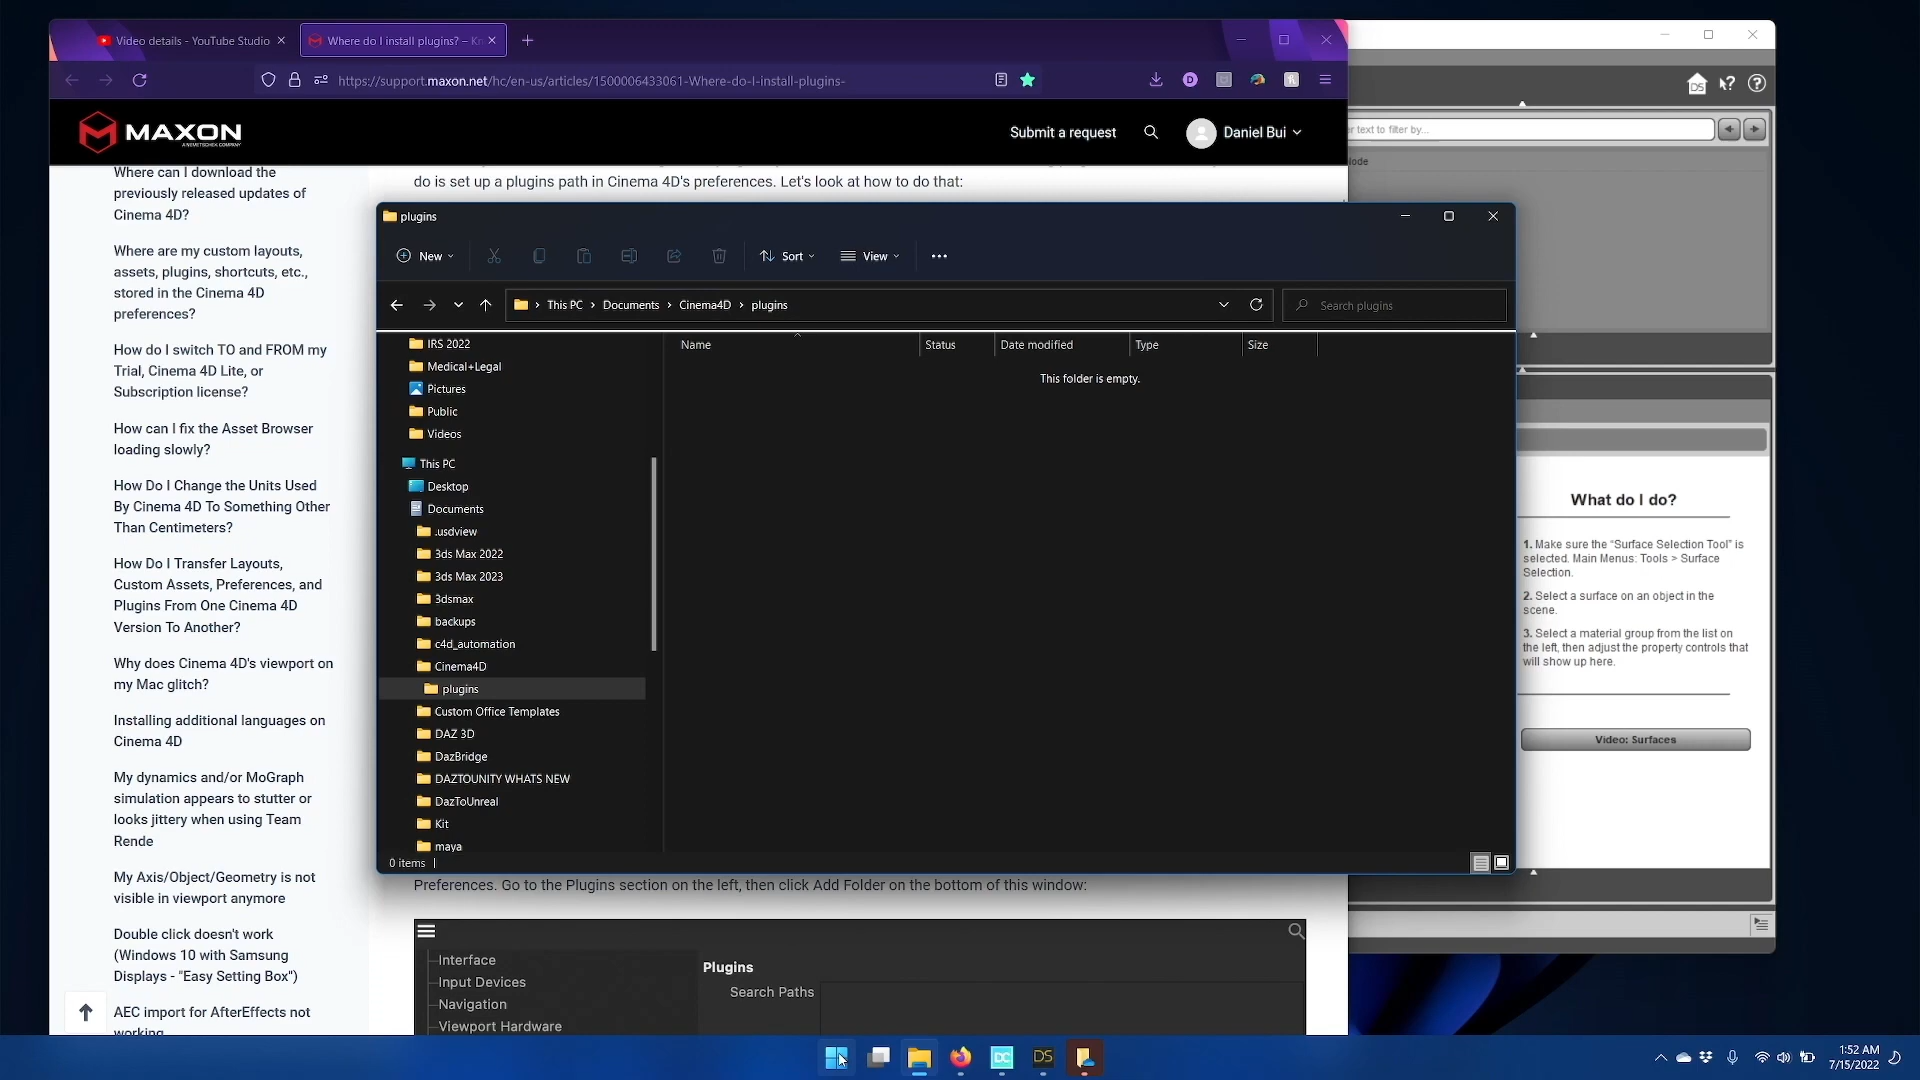 Video details - YouTube Studio
Where do I install plugins? – Kn
https://support.maxon.net/hc/en-us/articles/1500006433061-Where-do-I-install-plugins-
MAXON
A NEMETSCHEK COMPANY
Submit a request
Daniel Bui
Where can I download the
previously released updates of
Cinema 4D?
Where are my custom layouts,
assets, plugins, shortcuts, etc.,
stored in the Cinema 4D
preferences?
How do I switch TO and FROM my
Trial, Cinema 4D Lite, or
Subscription license?
How can I fix the Asset Browser
loading slowly?
How Do I Change the Units Used
By Cinema 4D To Something Other
Than Centimeters?
How Do I Transfer Layouts,
Custom Assets, Preferences, and
Plugins From One Cinema 4D
Version To Another?
Why does Cinema 4D's viewport on
my Mac glitch?
Installing additional languages on
Cinema 4D
My dynamics and/or MoGraph
simulation appears to stutter or
looks jittery when using Team
Rende
My Axis/Object/Geometry is not
visible in viewport anymore
Double click doesn't work
(Windows 10 with Samsung
Displays - "Easy Setting Box")
AEC import for AfterEffects not
working
do is set up a plugins path in Cinema 4D's preferences. Let's look at how to do that:
plugins
New
Sort
View
This PC > Documents > Cinema4D > plugins
Search plugins
Name Status Date modified Type Size
This folder is empty.
IRS 2022
Medical+Legal
Pictures
Public
Videos
This PC
Desktop
Documents
.usdview
3ds Max 2022
3ds Max 2023
3dsmax
backups
c4d_automation
Cinema4D
plugins
Custom Office Templates
DAZ 3D
DazBridge
DAZTOUNITY WHATS NEW
DazToUnreal
Kit
maya
0 items
Preferences. Go to the Plugins section on the left, then click Add Folder on the bottom of this window:
Interface
Input Devices
Navigation
Viewport Hardware
Plugins
Search Paths
DS
er text to filter by...
What do I do?
1. Make sure the "Surface Selection Tool" is
selected. Main Menus: Tools > Surface
Selection.
2. Select a surface on an object in the
scene.
3. Select a material group from the list on
the left, then adjust the property controls that
will show up here.
Video: Surfaces
DC
DS
1:52 AM
7/15/2022